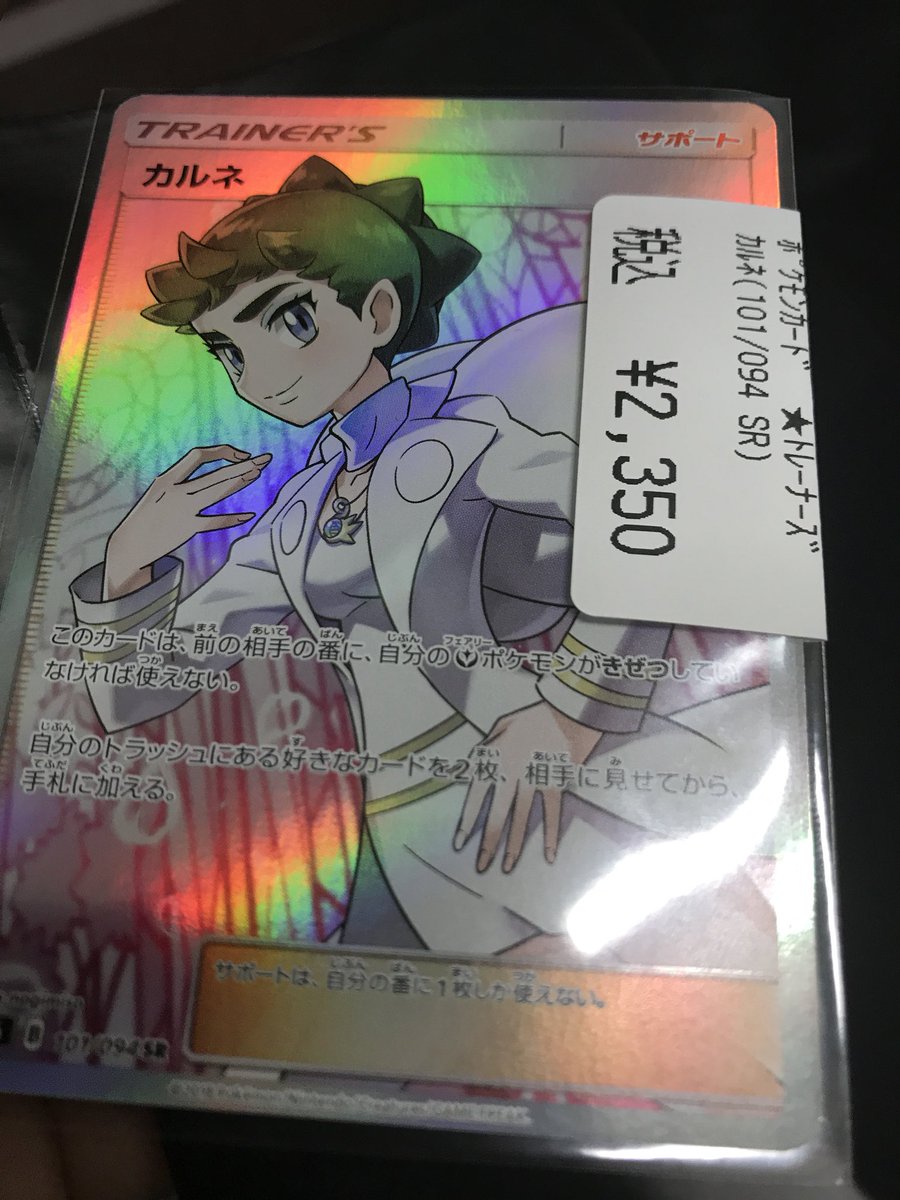 TRAINER'S
サポート
カルネ
ポケモンカード ★トレーナーズ
カルネ(101/094 SR)
税込 ¥2,350
このカードは、前の相手の番に、自分のポケモンがきぜつしてい
なければ使えない。
自分のトラッシュにある好きなカードを2枚、相手に見せてから、
手札に加える。
サポートは、自分の番に1枚しか使えない。
101/094 SR